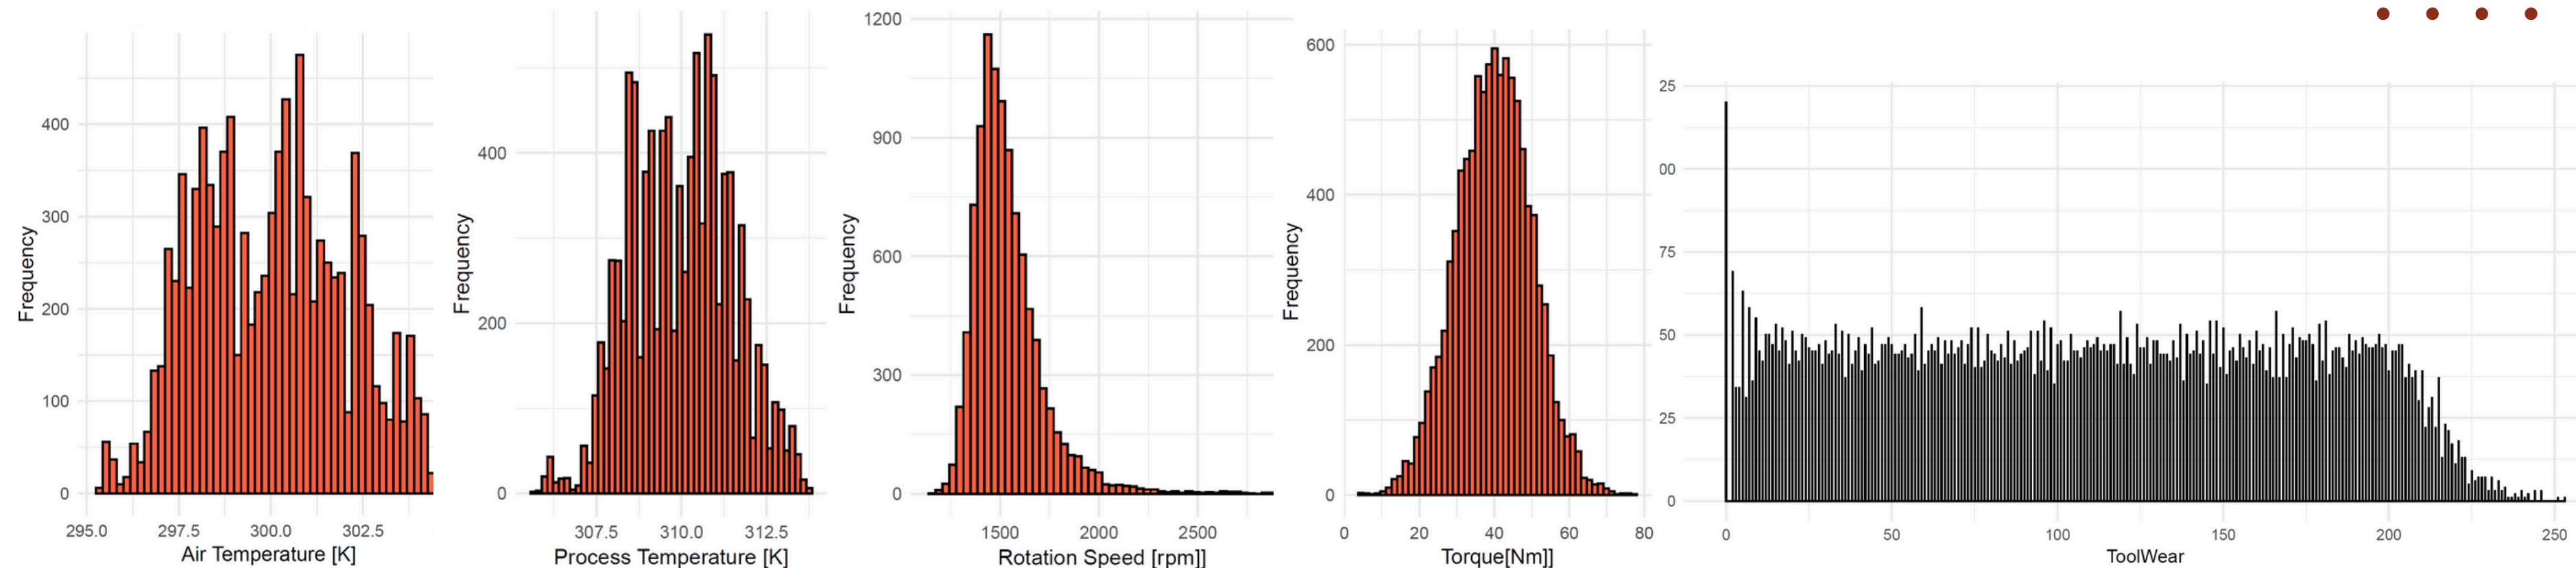 Frequency
400
300
200
100
0
295.0 297.5 300.0 302.5
Air Temperature [K]
Frequency
400
200
0
307.5 310.0 312.5
Process Temperature [K]
Frequency
1200
900
600
300
0
1500 2000 2500
Rotation Speed [rpm]]
Frequency
600
400
200
0
0 20 40 60 80
Torque[Nm]]
25
00
75
50
25
0
0 50 100 150 200 250
ToolWear